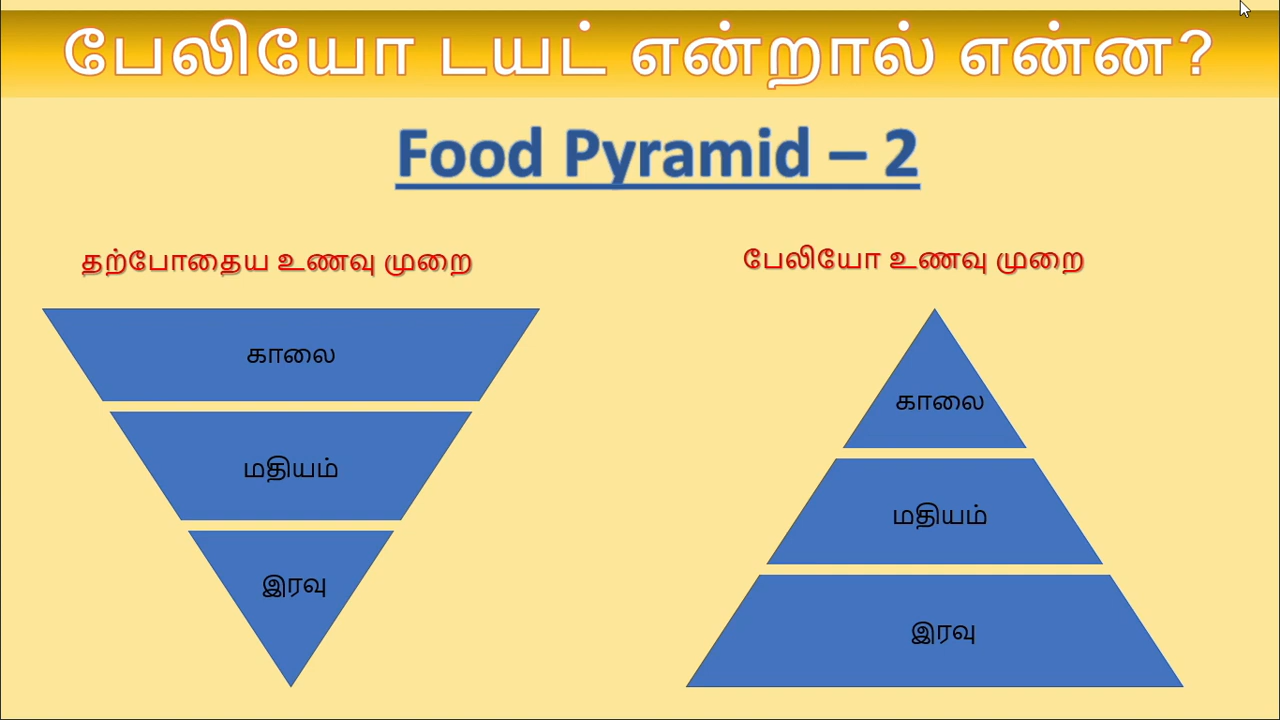 பேலியோ டயட் என்றால் என்ன?
Food Pyramid – 2
தற்போதைய உணவு முறை
காலை
மதியம்
இரவு
பேலியோ உணவு முறை
காலை
மதியம்
இரவு